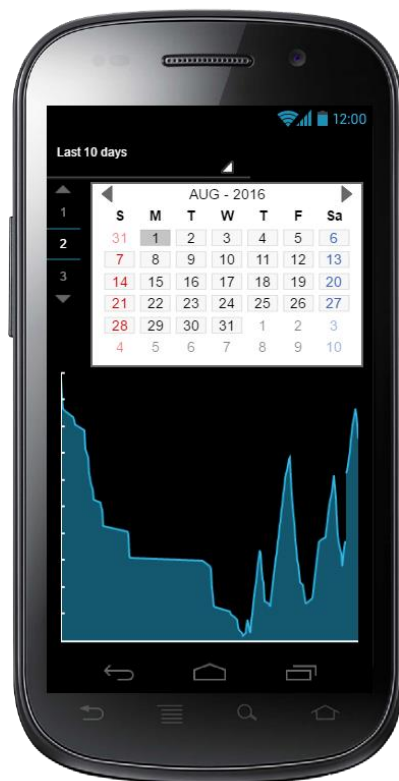 12:00
Last 10 days
AUG - 2016
S M T W T F Sa
1
31 1 2 3 4 5 6
2
7 8 9 10 11 12 13
3
14 15 16 17 18 19 20
21 22 23 24 25 26 27
28 29 30 31 1 2 3
4 5 6 7 8 9 10